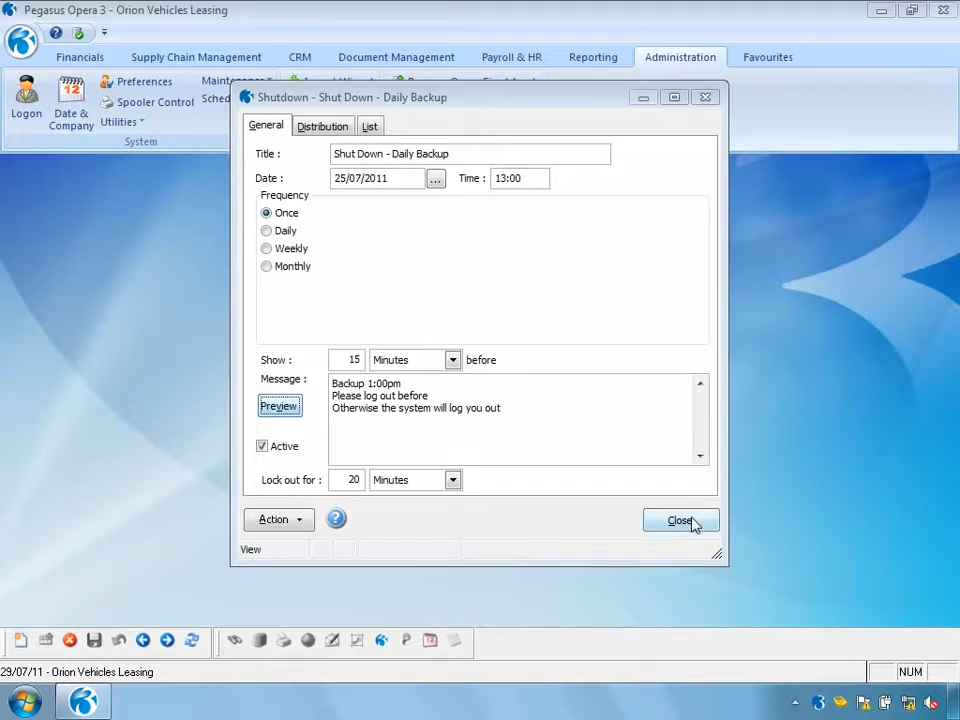 Pegasus Opera 3 - Orion Vehicles Leasing
Financials Supply Chain Management CRM Document Management Payroll & HR Reporting Administration Favourites
Logon
Date & Company
Preferences
Spooler Control
Utilities
System
Shutdown - Shut Down - Daily Backup
General Distribution List
Title : Shut Down - Daily Backup
Date : 25/07/2011 ... Time : 13:00
Frequency
Once
Daily
Weekly
Monthly
Show : 15 Minutes before
Message : Backup 1:00pm
Please log out before
Otherwise the system will log you out
Preview
Active
Lock out for : 20 Minutes
Action Close
View
29/07/11 - Orion Vehicles Leasing NUM